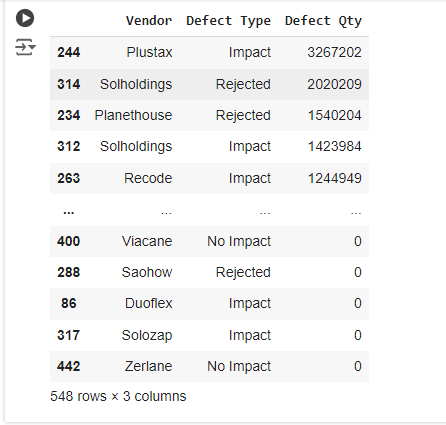 Vendor Defect Type Defect Qty
244 Plustax Impact 3267202
314 Solholdings Rejected 2020209
234 Planethouse Rejected 1540204
312 Solholdings Impact 1423984
263 Recode Impact 1244949
... ... ... ...
400 Viacane No Impact 0
288 Saohow Rejected 0
86 Duoflex Impact 0
317 Solozap Impact 0
442 Zerlane No Impact 0
548 rows × 3 columns